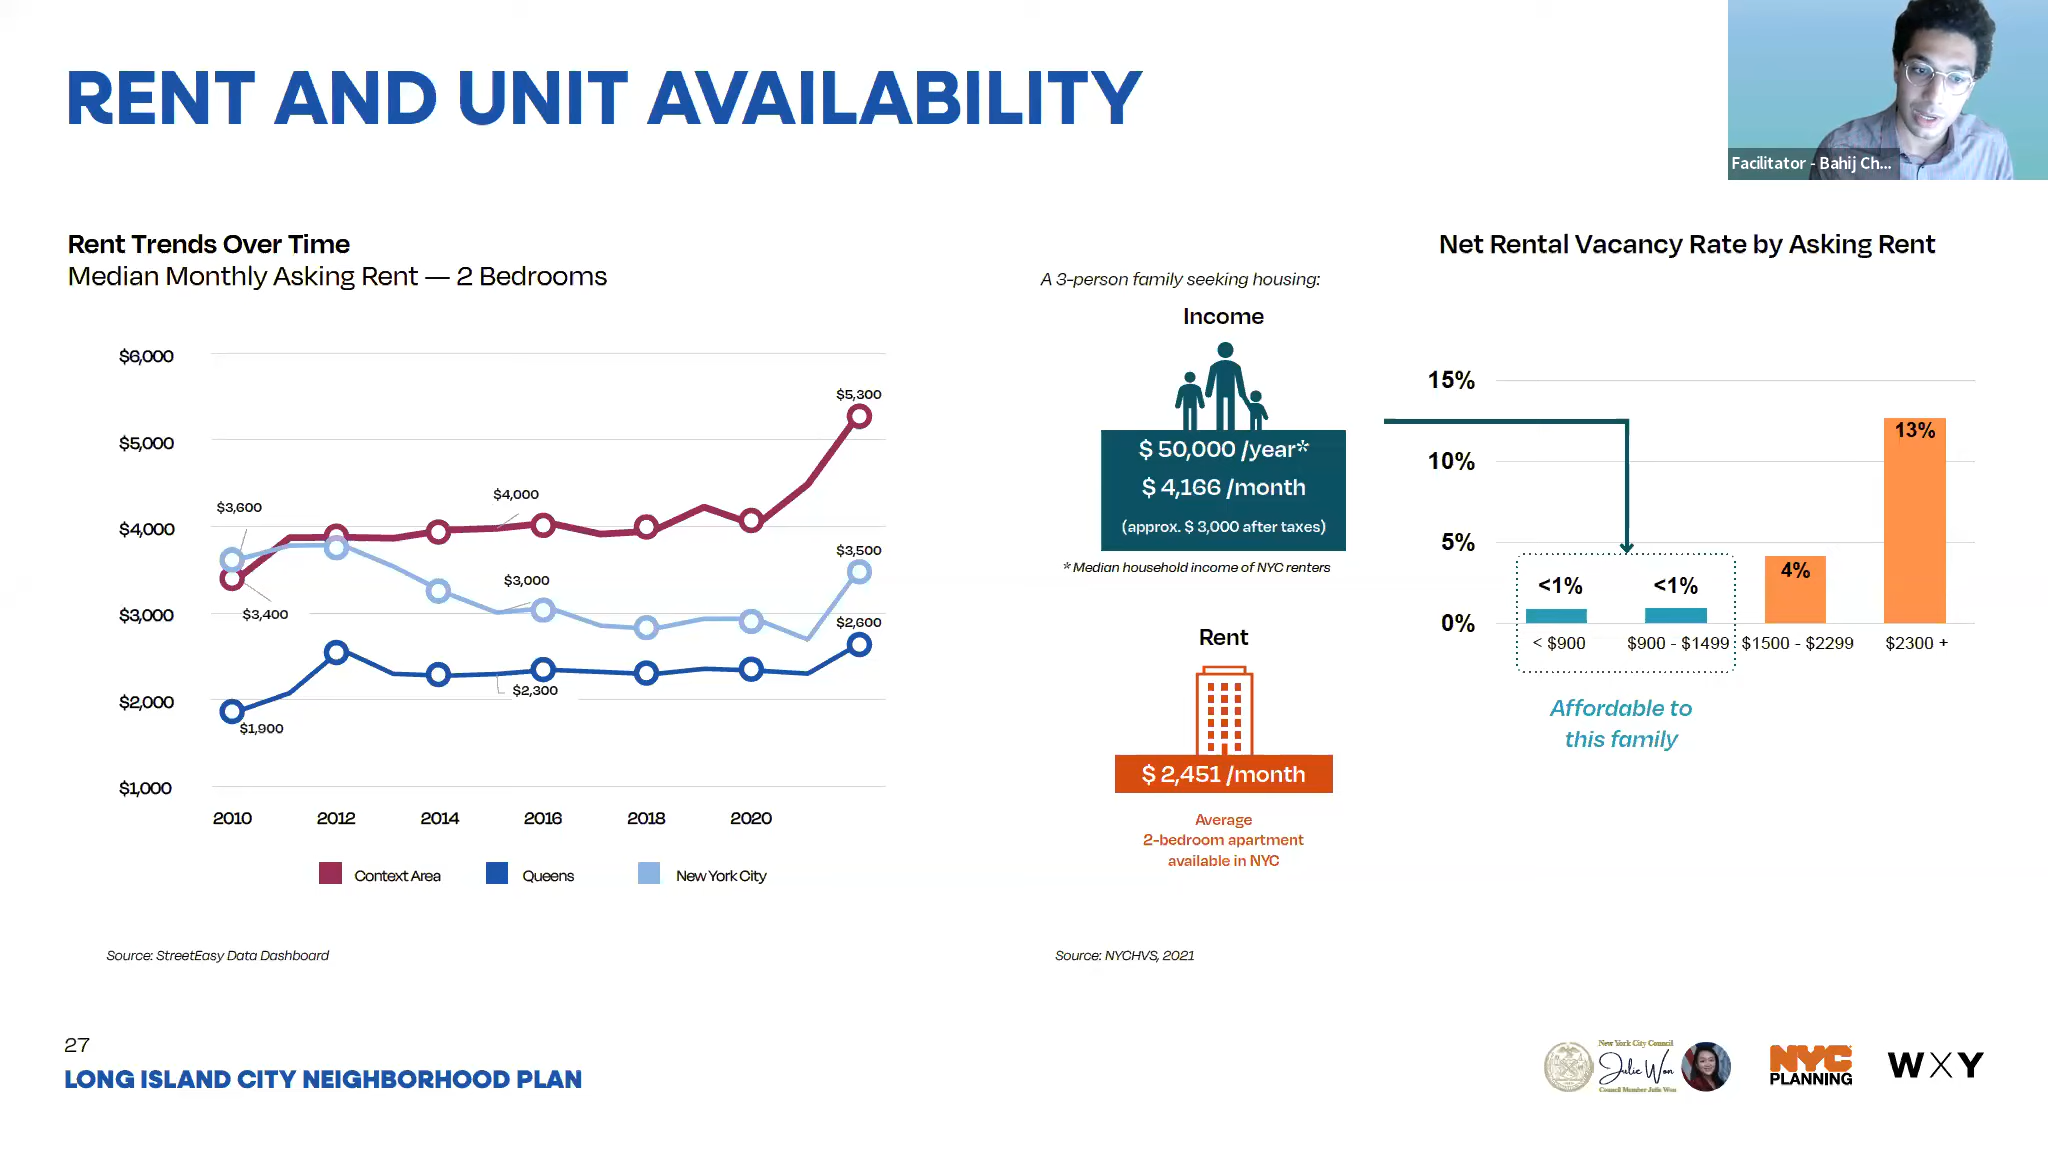 RENT AND UNIT AVAILABILITY
Facilitator - Bahij Ch...
Rent Trends Over Time
Median Monthly Asking Rent — 2 Bedrooms
$6,000
$5,000
$4,000
$3,000
$2,000
$1,000
$5,300
$3,600
$4,000
$3,500
$3,000
$3,400
$2,600
$2,300
$1,900
2010 2012 2014 2016 2018 2020
Context Area Queens New York City
Source: StreetEasy Data Dashboard
A 3-person family seeking housing:
Income
$ 50,000 /year*
$ 4,166 /month
(approx. $ 3,000 after taxes)
* Median household income of NYC renters
Rent
$ 2,451 /month
Average
2-bedroom apartment
available in NYC
Source: NYCHVS, 2021
Net Rental Vacancy Rate by Asking Rent
15%
10%
5%
0%
<1% <1% 4% 13%
< $900 $900 - $1499 $1500 - $2299 $2300 +
Affordable to
this family
27
LONG ISLAND CITY NEIGHBORHOOD PLAN
New York City Council
Julie Won
Council Member Julie Won
NYC
PLANNING
WXY